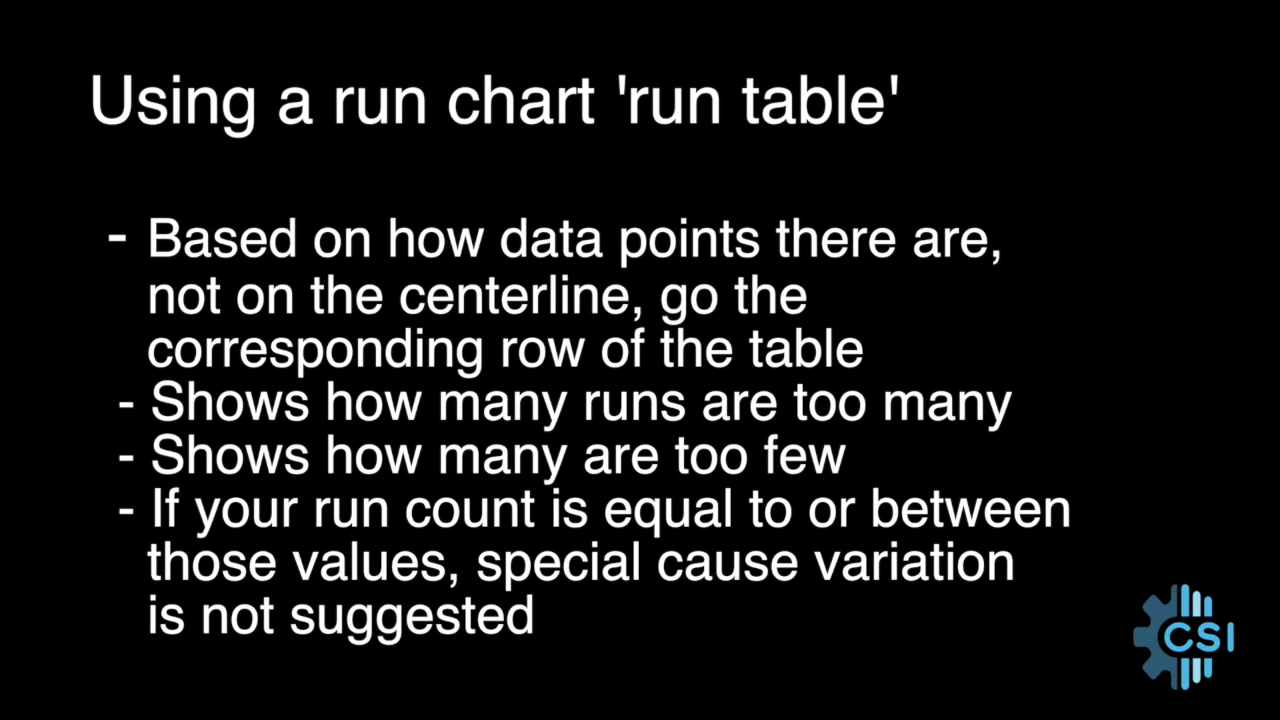 Using a run chart 'run table'
- Based on how data points there are,
not on the centerline, go the
corresponding row of the table
- Shows how many runs are too many
- Shows how many are too few
- If your run count is equal to or between
those values, special cause variation
is not suggested
CSI